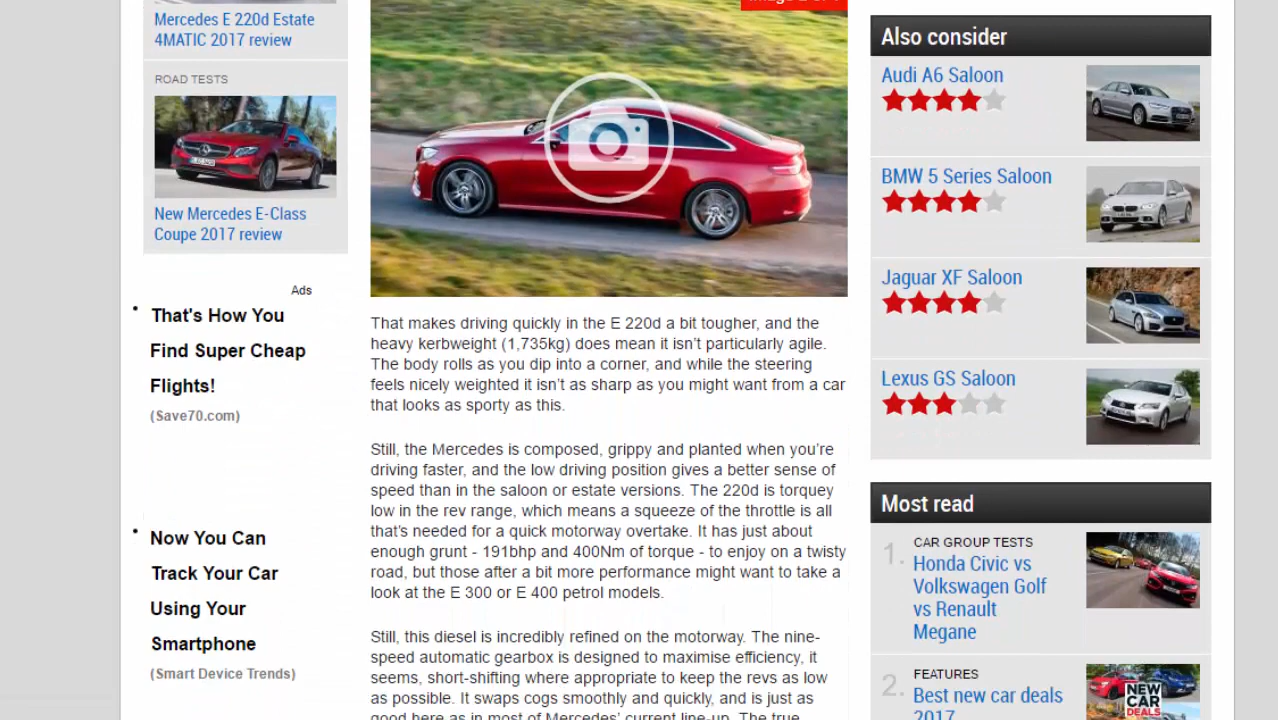 Mercedes E 220d Estate
4MATIC 2017 review
ROAD TESTS
New Mercedes E-Class
Coupe 2017 review
Ads
That's How You
Find Super Cheap
Flights!
(Save70.com)
Now You Can
Track Your Car
Using Your
Smartphone
(Smart Device Trends)
That makes driving quickly in the E 220d a bit tougher, and the
heavy kerbweight (1,735kg) does mean it isn’t particularly agile.
The body rolls as you dip into a corner, and while the steering
feels nicely weighted it isn’t as sharp as you might want from a car
that looks as sporty as this.
Still, the Mercedes is composed, grippy and planted when you’re
driving faster, and the low driving position gives a better sense of
speed than in the saloon or estate versions. The 220d is torquey
low in the rev range, which means a squeeze of the throttle is all
that’s needed for a quick motorway overtake. It has just about
enough grunt - 191bhp and 400Nm of torque - to enjoy on a twisty
road, but those after a bit more performance might want to take a
look at the E 300 or E 400 petrol models.
Still, this diesel is incredibly refined on the motorway. The nine-
speed automatic gearbox is designed to maximise efficiency, it
seems, short-shifting where appropriate to keep the revs as low
as possible. It swaps cogs smoothly and quickly, and is just as
good here as in most of Mercedes’ current line-up. The true
Also consider
Audi A6 Saloon
BMW 5 Series Saloon
Jaguar XF Saloon
Lexus GS Saloon
Most read
1.
CAR GROUP TESTS
Honda Civic vs
Volkswagen Golf
vs Renault
Megane
2.
FEATURES
Best new car deals
2017
NEW
CAR
DEALS